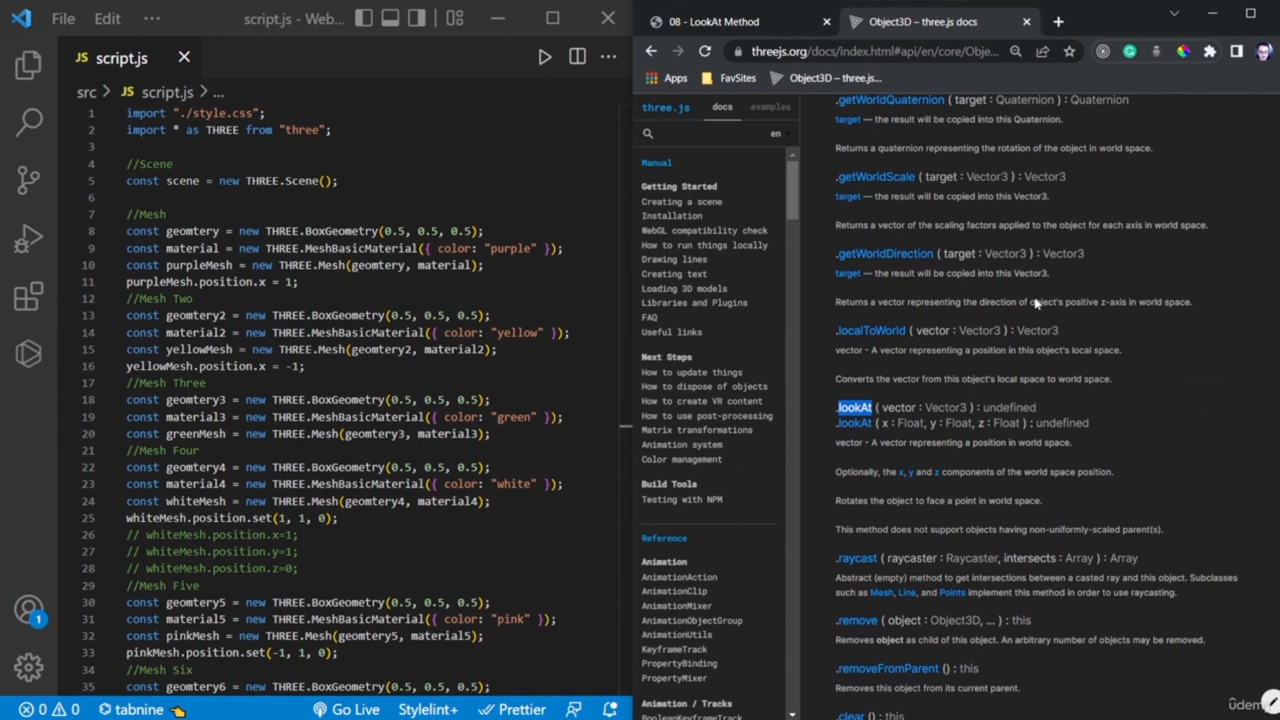 File Edit ... script.js - Web...
JS script.js
src > JS script.js > ...
1 import "./style.css";
2 import * as THREE from "three";
3
4 //Scene
5 const scene = new THREE.Scene();
6
7 //Mesh
8 const geomtery = new THREE.BoxGeometry(0.5, 0.5, 0.5);
9 const material = new THREE.MeshBasicMaterial({ color: "purple" });
10 const purpleMesh = new THREE.Mesh(geomtery, material);
11 purpleMesh.position.x = 1;
12 //Mesh Two
13 const geomtery2 = new THREE.BoxGeometry(0.5, 0.5, 0.5);
14 const material2 = new THREE.MeshBasicMaterial({ color: "yellow" });
15 const yellowMesh = new THREE.Mesh(geomtery2, material2);
16 yellowMesh.position.x = -1;
17 //Mesh Three
18 const geomtery3 = new THREE.BoxGeometry(0.5, 0.5, 0.5);
19 const material3 = new THREE.MeshBasicMaterial({ color: "green" });
20 const greenMesh = new THREE.Mesh(geomtery3, material3);
21 //Mesh Four
22 const geomtery4 = new THREE.BoxGeometry(0.5, 0.5, 0.5);
23 const material4 = new THREE.MeshBasicMaterial({ color: "white" });
24 const whiteMesh = new THREE.Mesh(geomtery4, material4);
25 whiteMesh.position.set(1, 1, 0);
26 // whiteMesh.position.x=1;
27 // whiteMesh.position.y=1;
28 // whiteMesh.position.z=0;
29 //Mesh Five
30 const geomtery5 = new THREE.BoxGeometry(0.5, 0.5, 0.5);
31 const material5 = new THREE.MeshBasicMaterial({ color: "pink" });
32 const pinkMesh = new THREE.Mesh(geomtery5, material5);
33 pinkMesh.position.set(-1, 1, 0);
34 //Mesh Six
35 const geomtery6 = new THREE.BoxGeometry(0.5, 0.5, 0.5);
1
0 0 tabnine Go Live Stylelint+ Prettier
08 - LookAt Method
Object3D – three.js docs
threejs.org/docs/index.html#api/en/core/Obje...
Apps FavSites Object3D – three.js...
three.js docs examples
en
Manual
Getting Started
Creating a scene
Installation
WebGL compatibility check
How to run things locally
Drawing lines
Creating text
Loading 3D models
Libraries and Plugins
FAQ
Useful links
Next Steps
How to update things
How to dispose of objects
How to create VR content
How to use post-processing
Matrix transformations
Animation system
Color management
Build Tools
Testing with NPM
Reference
Animation
AnimationAction
AnimationClip
AnimationMixer
AnimationObjectGroup
AnimationUtils
KeyframeTrack
PropertyBinding
PropertyMixer
Animation / Tracks
BooleanKeyframeTrack
.getWorldQuaternion ( target : Quaternion ) : Quaternion
target — the result will be copied into this Quaternion.
Returns a quaternion representing the rotation of the object in world space.
.getWorldScale ( target : Vector3 ) : Vector3
target — the result will be copied into this Vector3.
Returns a vector of the scaling factors applied to the object for each axis in world space.
.getWorldDirection ( target : Vector3 ) : Vector3
target — the result will be copied into this Vector3.
Returns a vector representing the direction of object's positive z-axis in world space.
.localToWorld ( vector : Vector3 ) : Vector3
vector - A vector representing a position in this object's local space.
Converts the vector from this object's local space to world space.
.lookAt ( vector : Vector3 ) : undefined
.lookAt ( x : Float, y : Float, z : Float ) : undefined
vector - A vector representing a position in world space.
Optionally, the x, y and z components of the world space position.
Rotates the object to face a point in world space.
This method does not support objects having non-uniformly-scaled parent(s).
.raycast ( raycaster : Raycaster, intersects : Array ) : Array
Abstract (empty) method to get intersections between a casted ray and this object. Subclasses
such as Mesh, Line, and Points implement this method in order to use raycasting.
.remove ( object : Object3D, ... ) : this
Removes object as child of this object. An arbitrary number of objects may be removed.
.removeFromParent () : this
Removes this object from its current parent.
.clear () : this